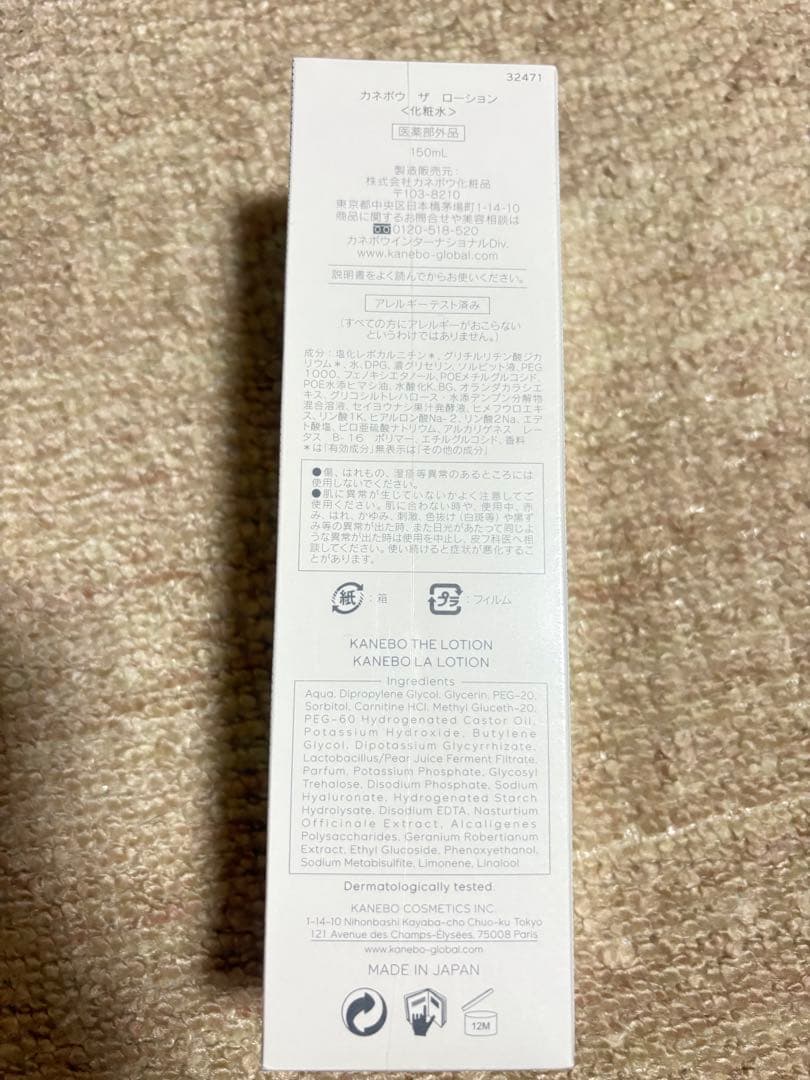 32471
カネボウ ザ ローション
<化粧水>
医薬部外品
150mL
製造販売元:
株式会社カネボウ化粧品
〒103-8210
東京都中央区日本橋茅場町1-14-10
商品に関するお問合せや美容相談は
0120-518-520
カネボウインターナショナルDiv.
www.kanebo-global.com
説明書をよく読んでからお使いください。
アレルギーテスト済み
(すべての方にアレルギーがおこらない
というわけではありません。)
成分:塩化レボカルニチン*、グリチルリチン酸ジカ
リウム*、水、DPG、濃グリセリン、ソルビット液、PEG
1000、フェノキシエタノール、POEメチルグルコシド、
POE水添ヒマシ油、水酸化K、BG、オランダカラシエ
キス、グリコシルトレハロース・水添デンプン分解物
混合溶液、セイヨウナシ果汁発酵液、ヒメフウロエキ
ス、リン酸1K、ヒアルロン酸Na-2、リン酸2Na、エデ
ト酸塩、ピロ亜硫酸ナトリウム、アルカリゲネス レー
タス B-16 ポリマー、エチルグルコシド、香料
*は「有効成分」無表示は「その他の成分」
●傷、はれもの、湿疹等異常のあるところには
使用しないでください。
●肌に異常が生じていないかよく注意してご
使用ください。肌に合わない時や、使用中、赤
み、はれ、かゆみ、刺激、色抜け(白斑等)や黒ず
み等の異常が出た時、また日光があたって同じよ
うな異常が出た時は使用を中止し、皮フ科医へ相
談してください。使い続けると症状が悪化するこ
とがあります。
紙:箱
プラ:フィルム
KANEBO THE LOTION
KANEBO LA LOTION
Ingredients
Aqua, Dipropylene Glycol, Glycerin, PEG-20,
Sorbitol, Carnitine HCl, Methyl Gluceth-20,
PEG-60 Hydrogenated Castor Oil,
Potassium Hydroxide, Butylene
Glycol, Dipotassium Glycyrrhizate,
Lactobacillus/Pear Juice Ferment Filtrate,
Parfum, Potassium Phosphate, Glycosyl
Trehalose, Disodium Phosphate, Sodium
Hyaluronate, Hydrogenated Starch
Hydrolysate, Disodium EDTA, Nasturtium
Officinale Extract, Alcaligenes
Polysaccharides, Geranium Robertianum
Extract, Ethyl Glucoside, Phenoxyethanol,
Sodium Metabisulfite, Limonene, Linalool
Dermatologically tested.
KANEBO COSMETICS INC.
1-14-10 Nihonbashi Kayaba-cho Chuo-ku Tokyo
121 Avenue des Champs-Élysées, 75008 Paris
www.kanebo-global.com
MADE IN JAPAN
12M